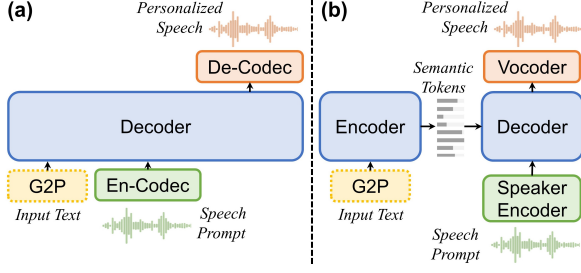 (a)
Personalized
Speech
De-Codec
Decoder
G2P
En-Codec
Input Text
Speech
Prompt
(b)
Personalized
Speech
Vocoder
Semantic
Tokens
Encoder
Decoder
G2P
Speaker
Encoder
Input Text
Speech
Prompt